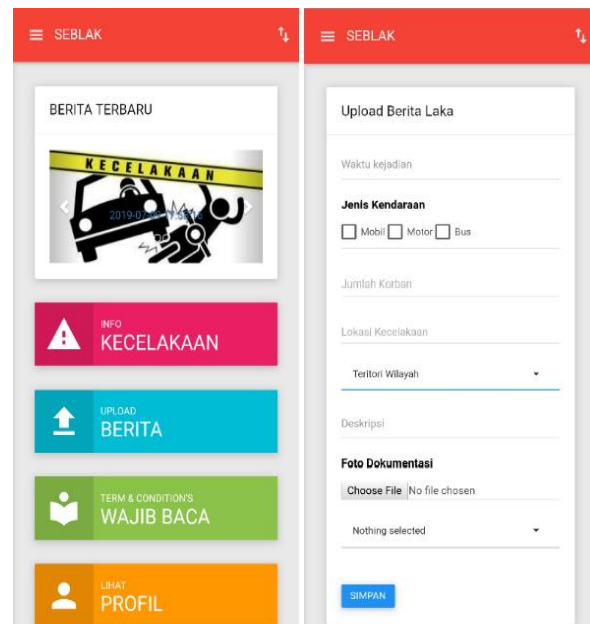 SEBLAK
BERITA TERBARU
KECELAKAAN
INFO
KECELAKAAN
UPLOAD
BERITA
TERM & CONDITION'S
WAJIB BACA
LIHAT
PROFIL
SEBLAK
Upload Berita Laka
Waktu kejadian
Jenis Kendaraan
Mobil Motor Bus
Jumlah Korban
Lokasi Kecelakaan
Teritori Wilayah
Deskripsi
Foto Dokumentasi
Choose File No file chosen
Nothing selected
SIMPAN